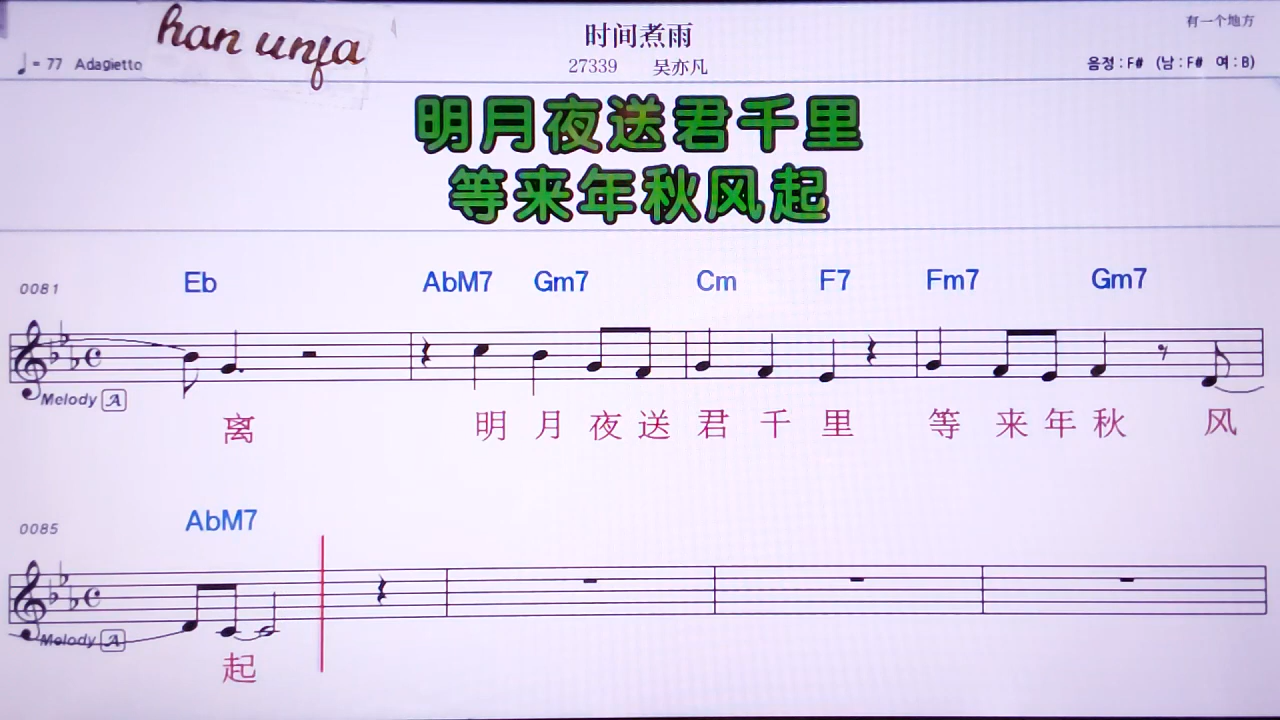 han unfa
时间煮雨
有一个地方
♩= 77 Adagietto
27339 吴亦凡
음정 : F# (남 : F# 여 : B)
明月夜送君千里
等来年秋风起
0081 Eb AbM7 Gm7 Cm F7 Fm7 Gm7
Melody A
离 明 月 夜 送 君 千 里 等 来 年 秋 风
0085 AbM7
Melody A
起